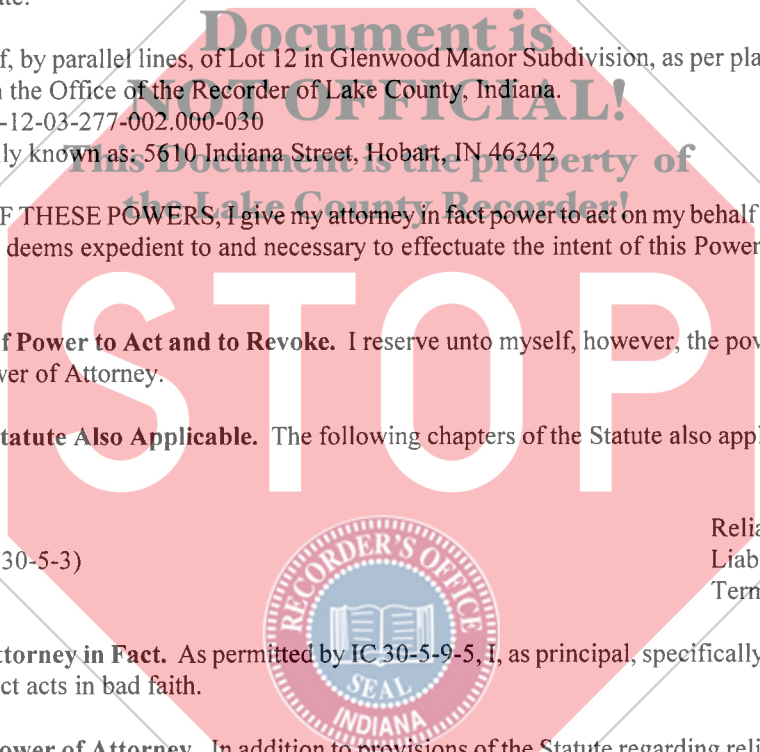 Document is
f, by parallel lines, of Lot 12 in Glenwood Manor Subdivision, as per pla
n the Office of the Recorder of Lake County, Indiana.
NOT OFFICIAL!
-12-03-277-002.000-030
ly known as: 5610 Indiana Street, Hobart, IN 46342
This Document is the property of
the Lake County Recorder!
F THESE POWERS, I give my attorney in fact power to act on my behalf
deems expedient to and necessary to effectuate the intent of this Power
STOP
f Power to Act and to Revoke. I reserve unto myself, however, the pov
ver of Attorney.
tatute Also Applicable. The following chapters of the Statute also appl
Relia
30-5-3)
Liab
Term
RECORDER'S OFFICE
SEAL
INDIANA
ttorney in Fact. As permitted by IC 30-5-9-5, I, as principal, specifically
ct acts in bad faith.
ower of Attorney. In addition to provisions of the Statute regarding reli